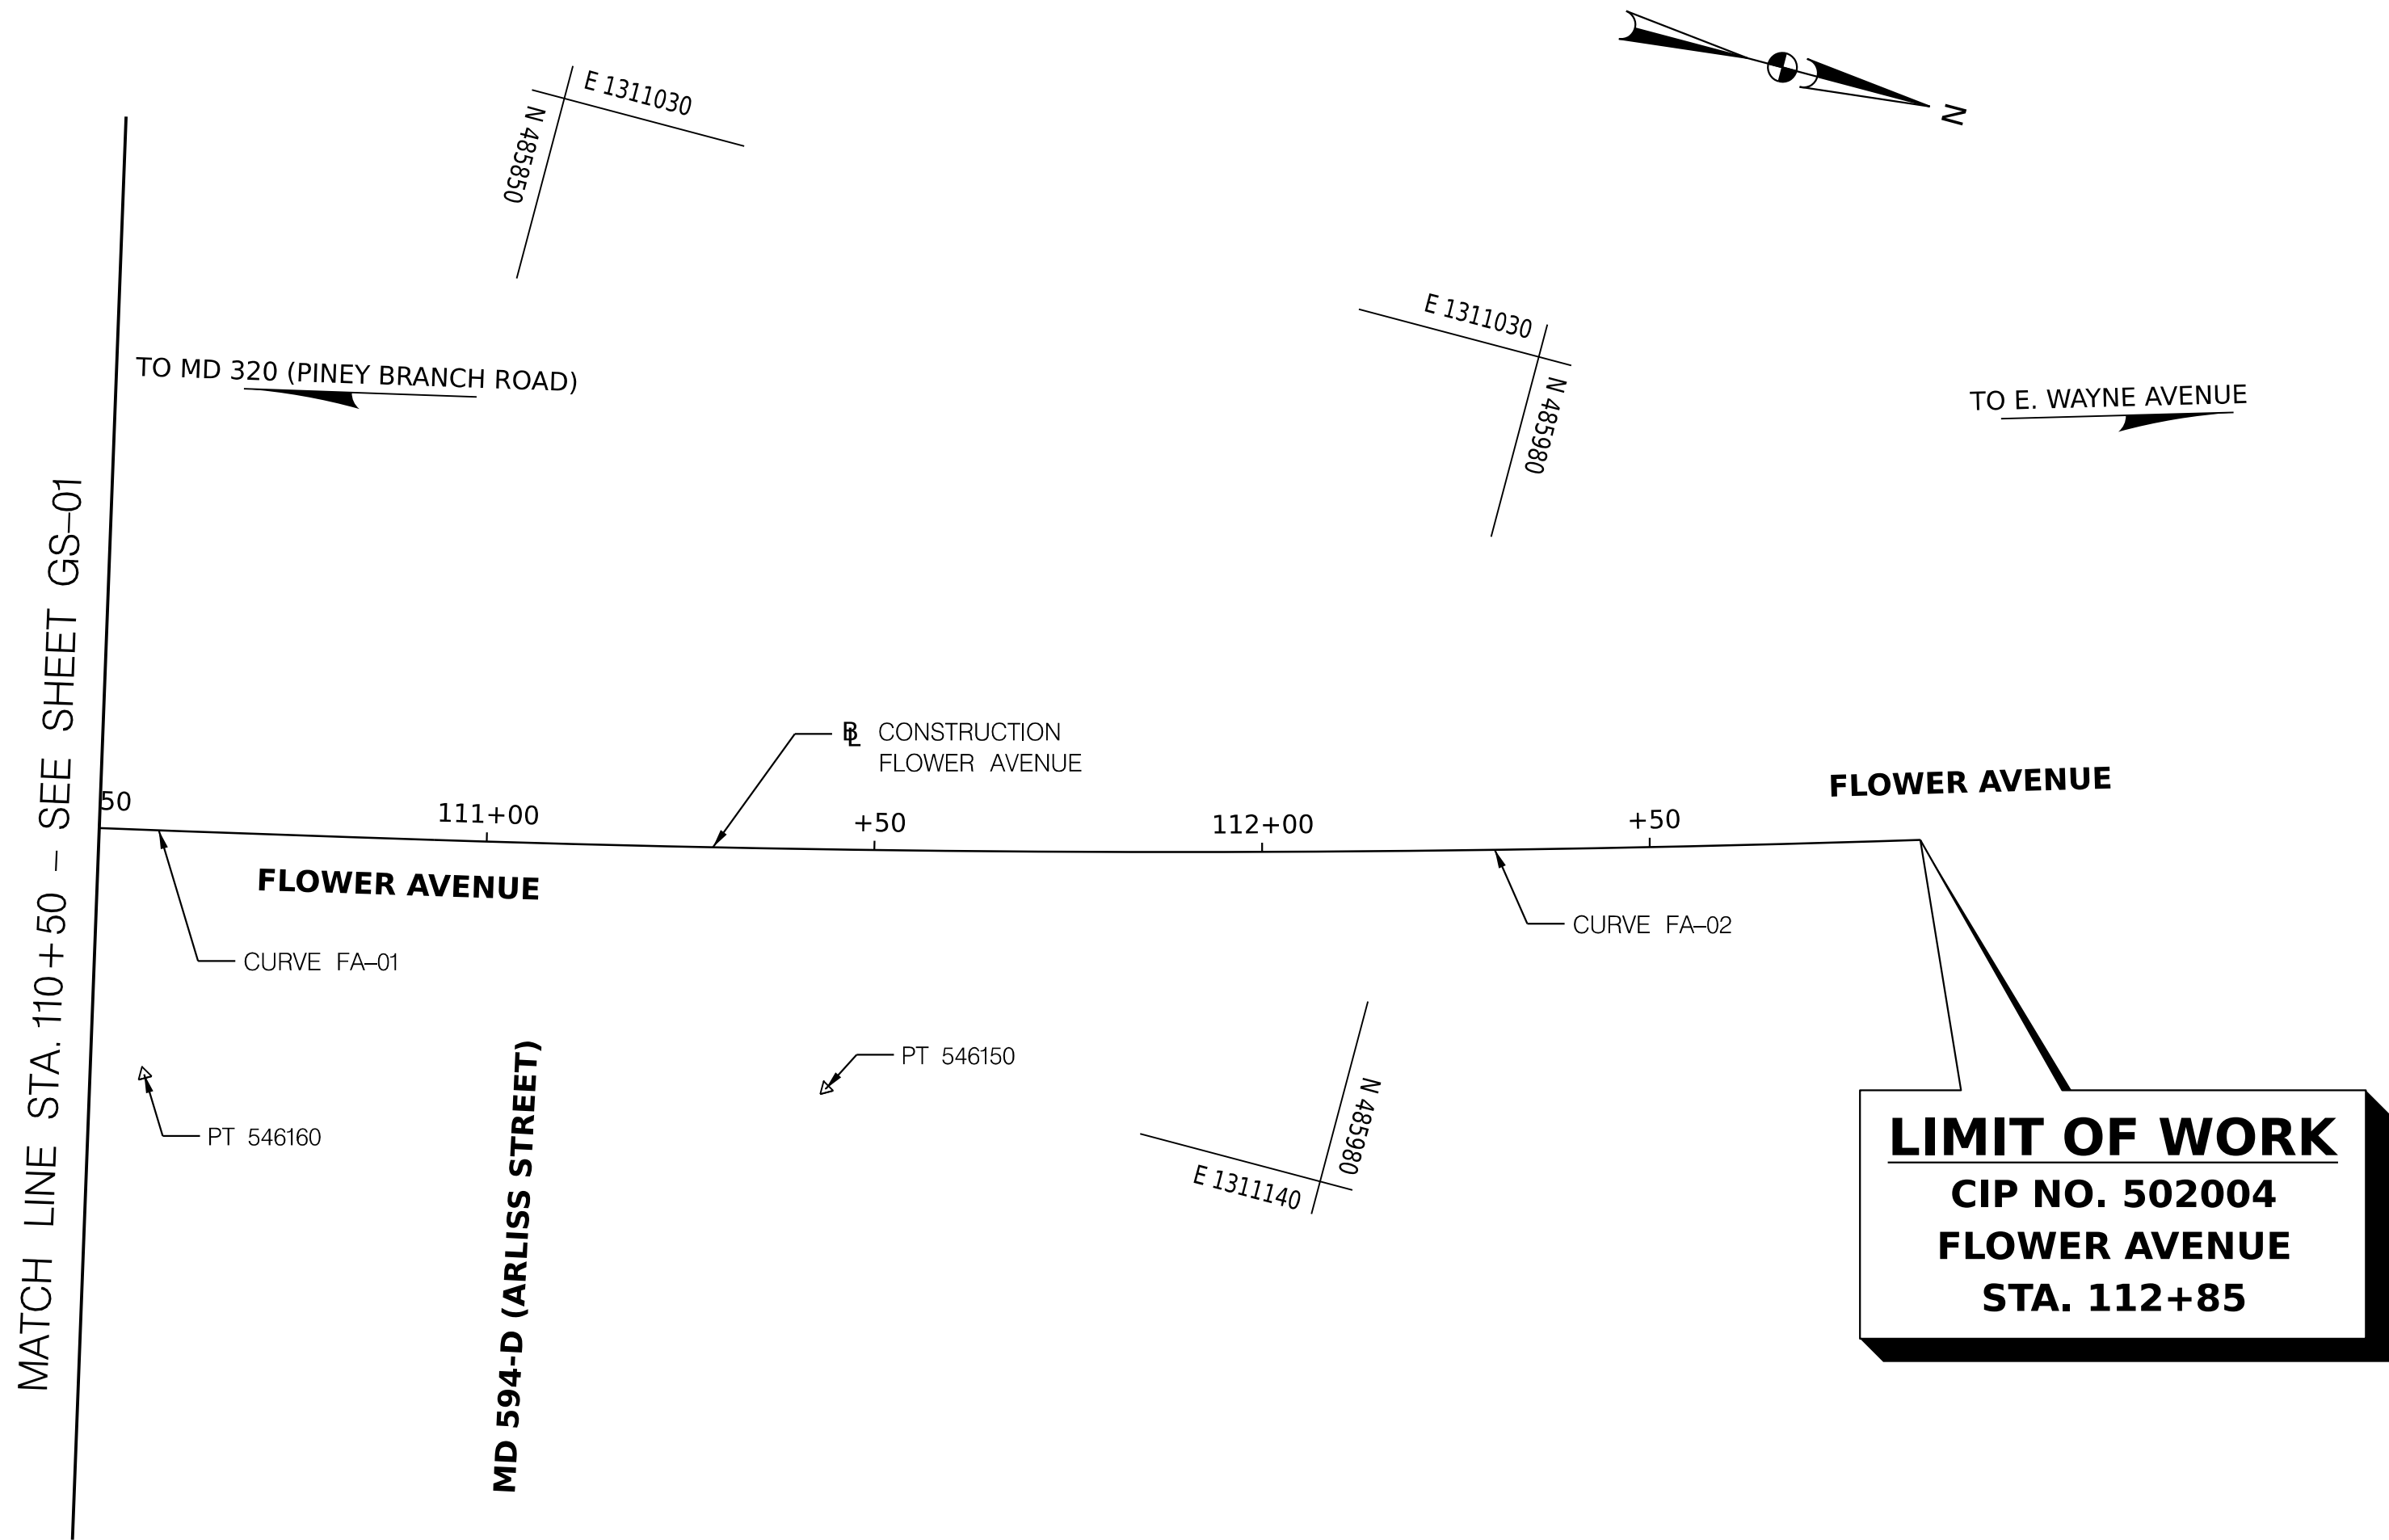 N
E 1311030
N 485850
E 1311030
N 485980
TO MD 320 (PINEY BRANCH ROAD)
TO E. WAYNE AVENUE
MATCH LINE STA. 110+50 – SEE SHEET GS–01
BL CONSTRUCTION
FLOWER AVENUE
FLOWER AVENUE
50
111+00
+50
112+00
+50
FLOWER AVENUE
CURVE FA–01
CURVE FA–02
PT 546160
PT 546150
MD 594-D (ARLISS STREET)
N 485980
E 1311140
LIMIT OF WORK
CIP NO. 502004
FLOWER AVENUE
STA. 112+85